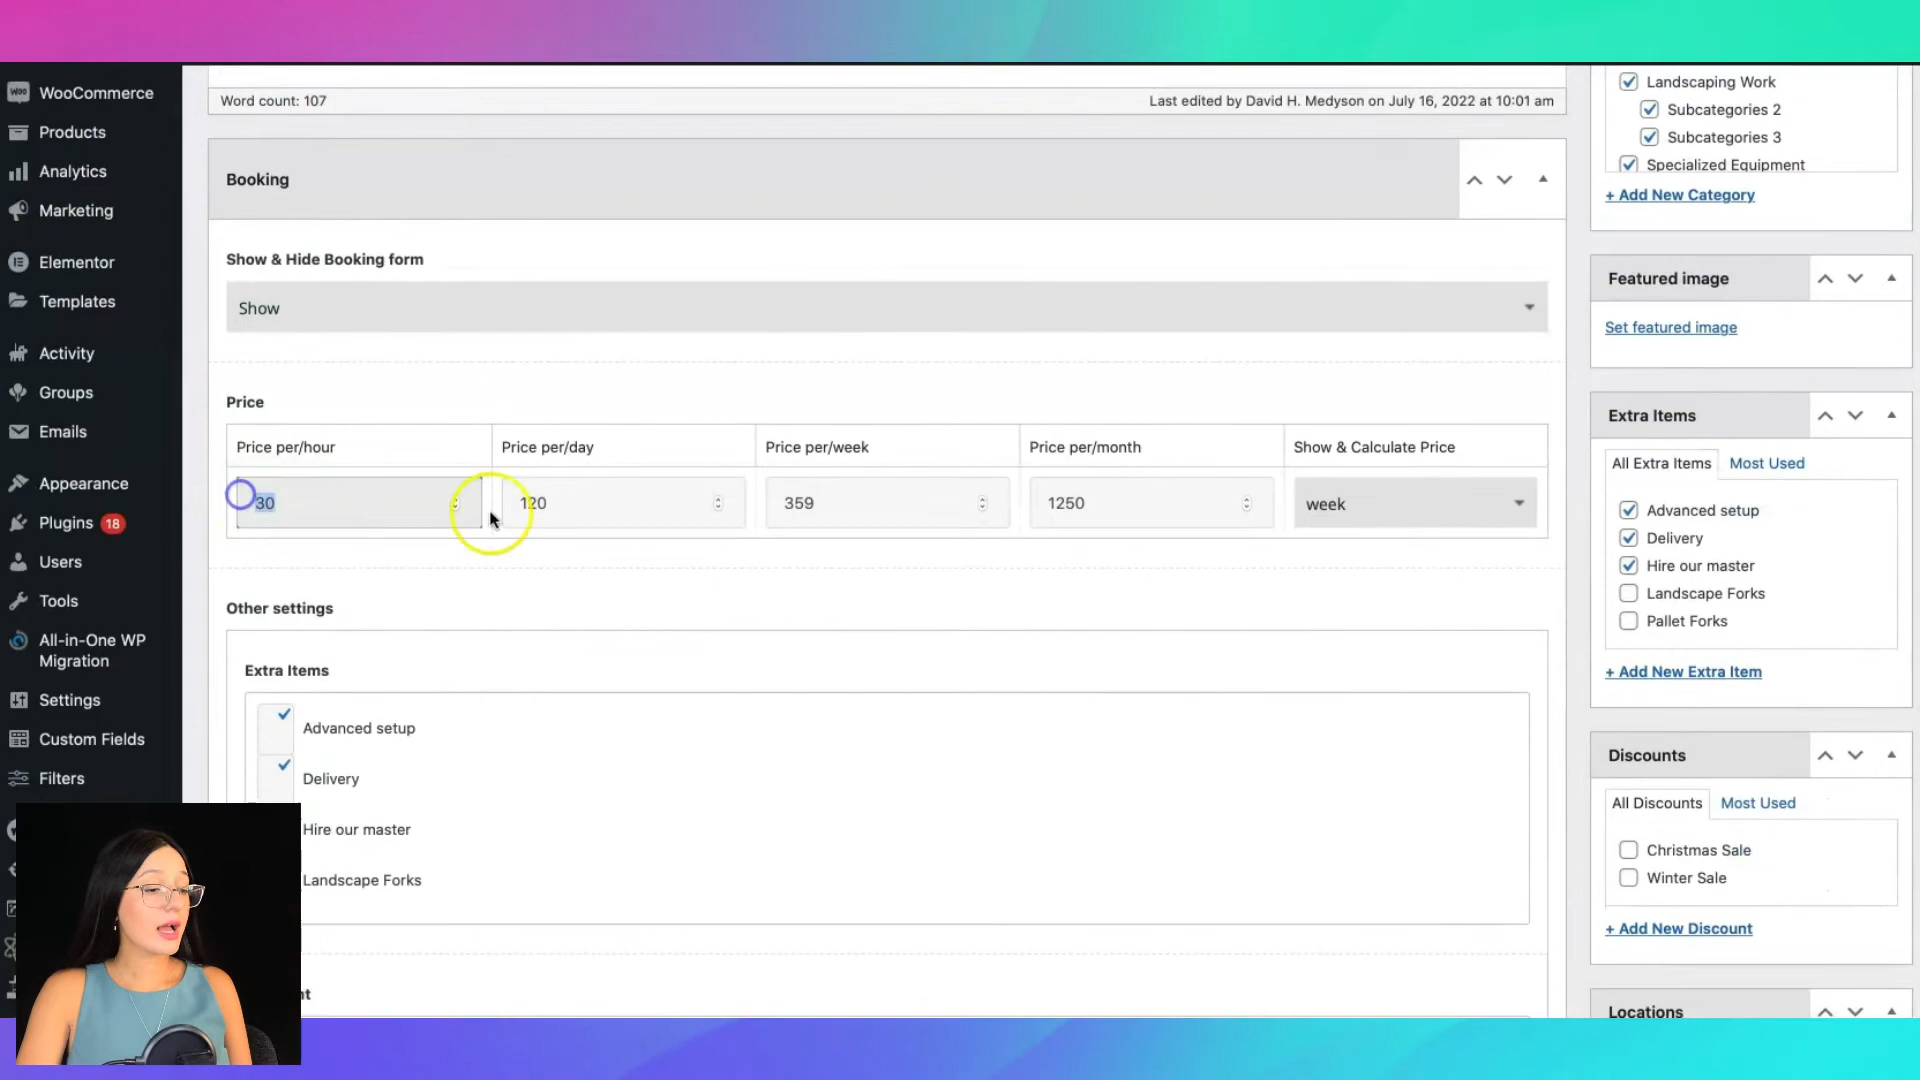 WooCommerce
Products
Analytics
Marketing
Elementor
Templates
Activity
Groups
Emails
Appearance
Plugins 18
Users
Tools
All-in-One WP
Migration
Settings
Custom Fields
Filters
Word count: 107
Last edited by David H. Medyson on July 16, 2022 at 10:01 am
Booking
Show & Hide Booking form
Show
Price
Price per/hour
Price per/day
Price per/week
Price per/month
Show & Calculate Price
30
120
359
1250
week
Other settings
Extra Items
Advanced setup
Delivery
Hire our master
Landscape Forks
Landscaping Work
Subcategories 2
Subcategories 3
Specialized Equipment
+ Add New Category
Featured image
Set featured image
Extra Items
All Extra Items
Most Used
Advanced setup
Delivery
Hire our master
Landscape Forks
Pallet Forks
+ Add New Extra Item
Discounts
All Discounts
Most Used
Christmas Sale
Winter Sale
+ Add New Discount
Locations